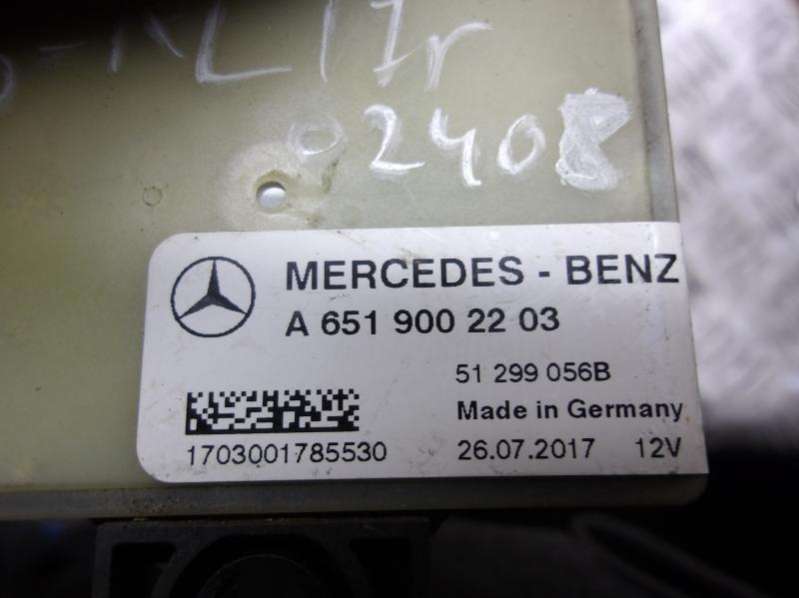 02408
MERCEDES - BENZ
A 651 900 22 03
51 299 056B
Made in Germany
1703001785530
26.07.2017 12V